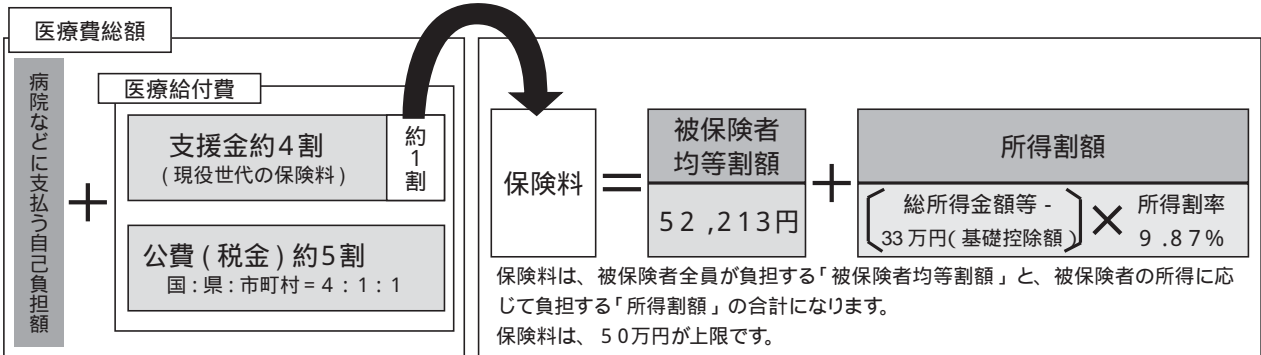 医療費総額
病院などに支払う自己負担額
+
医療給付費
支援金約4割
(現役世代の保険料)
約1割
公費(税金)約5割
国:県:市町村=4:1:1
保険料
=
被保険者
均等割額
52,213円
+
所得割額
総所得金額等-
33万円(基礎控除額)
×
所得割率
9.87%
保険料は、被保険者全員が負担する「被保険者均等割額」と、被保険者の所得に応
じて負担する「所得割額」の合計になります。
保険料は、50万円が上限です。